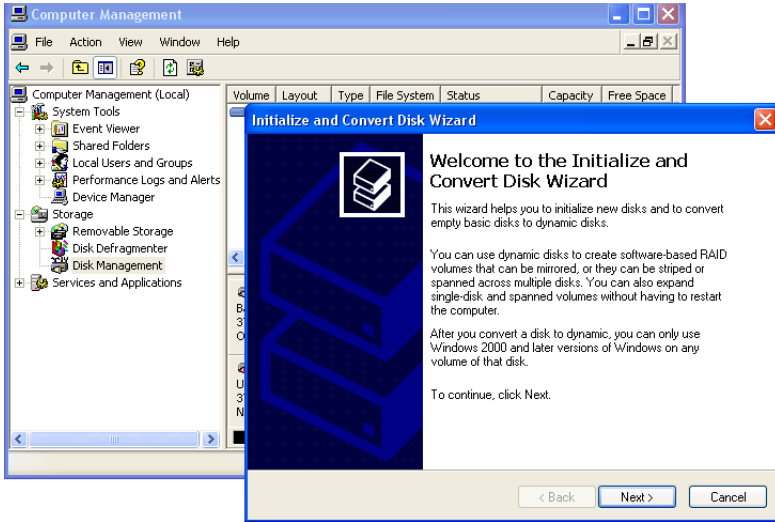 Computer Management
File Action View Window Help
Computer Management (Local)
System Tools
Event Viewer
Shared Folders
Local Users and Groups
Performance Logs and Alerts
Device Manager
Storage
Removable Storage
Disk Defragmenter
Disk Management
Services and Applications
Volume Layout Type File System Status Capacity Free Space
Initialize and Convert Disk Wizard
Welcome to the Initialize and
Convert Disk Wizard
This wizard helps you to initialize new disks and to convert
empty basic disks to dynamic disks.
You can use dynamic disks to create software-based RAID
volumes that can be mirrored, or they can be striped or
spanned across multiple disks. You can also expand
single-disk and spanned volumes without having to restart
the computer.
After you convert a disk to dynamic, you can only use
Windows 2000 and later versions of Windows on any
volume of that disk.
To continue, click Next.
< Back Next > Cancel